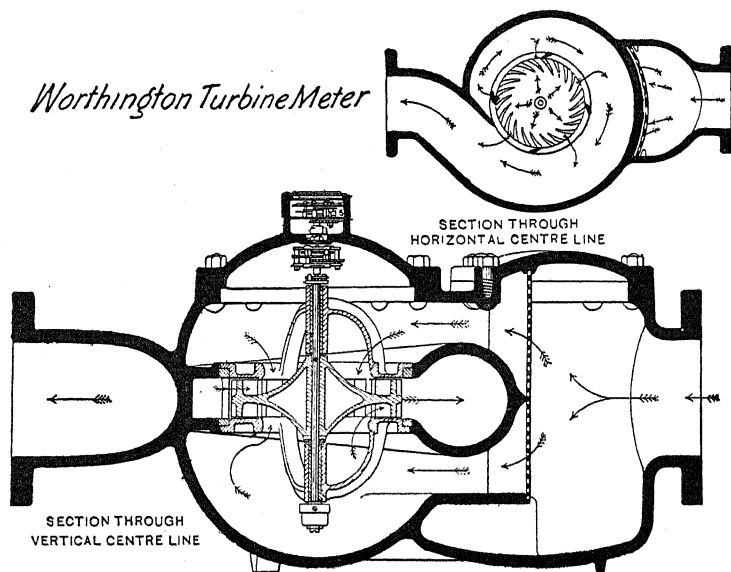 Worthington Turbine Meter
SECTION THROUGH
HORIZONTAL CENTRE LINE
SECTION THROUGH
VERTICAL CENTRE LINE